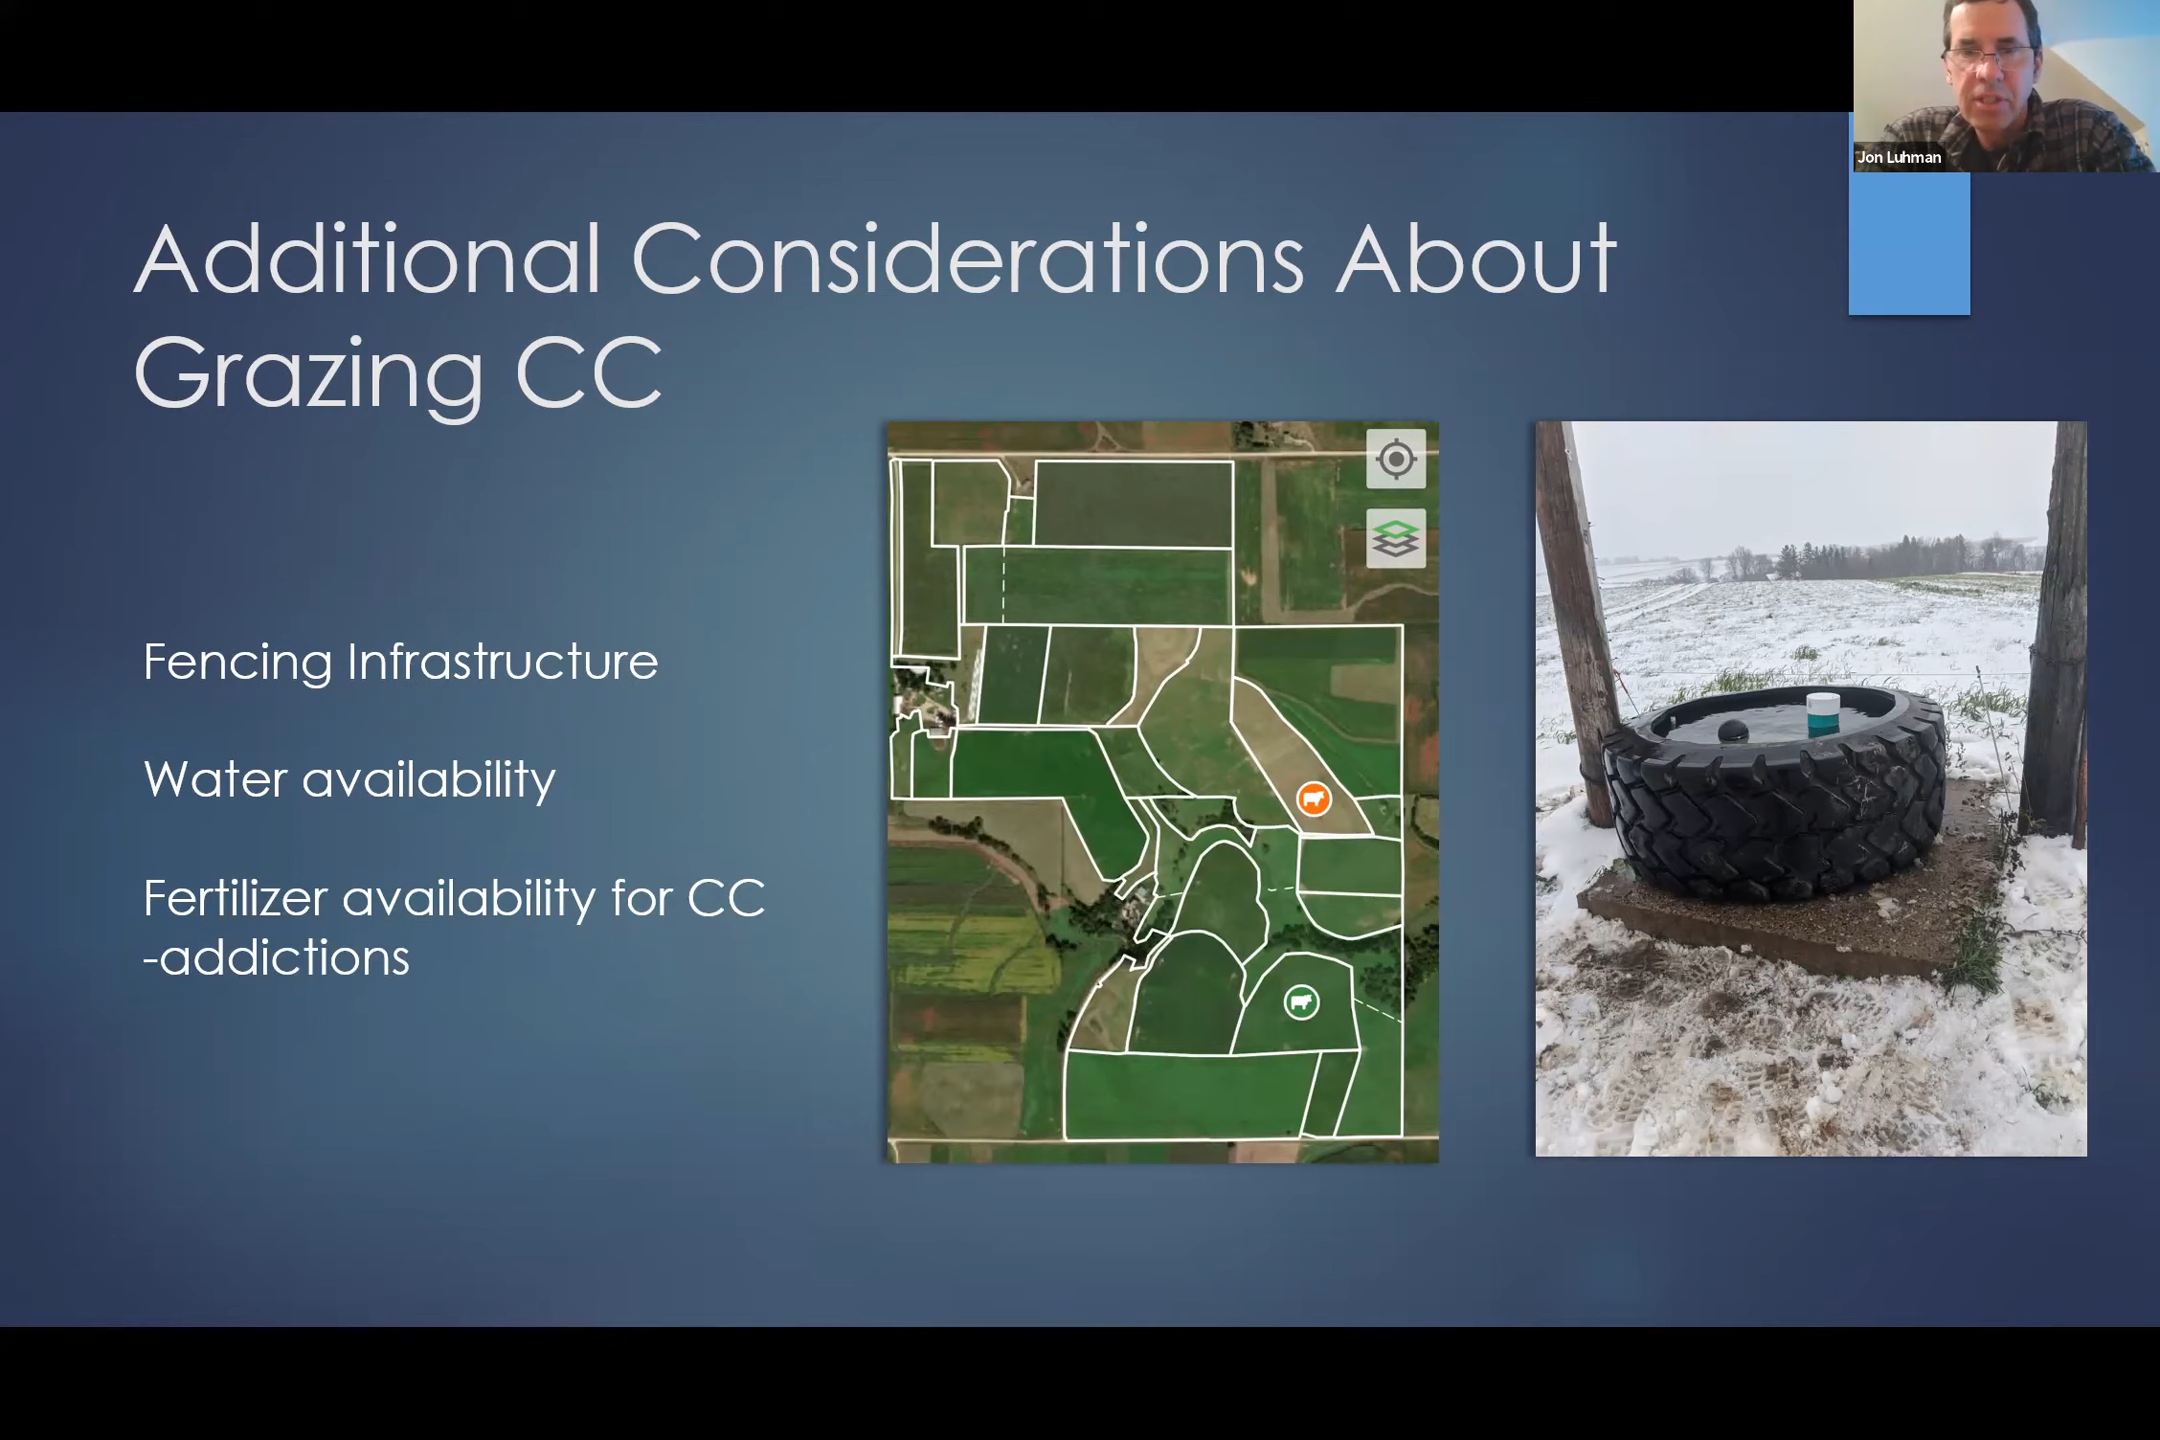 Jon Luhman
Additional Considerations About
Grazing CC
Fencing Infrastructure
Water availability
Fertilizer availability for CC
-addictions